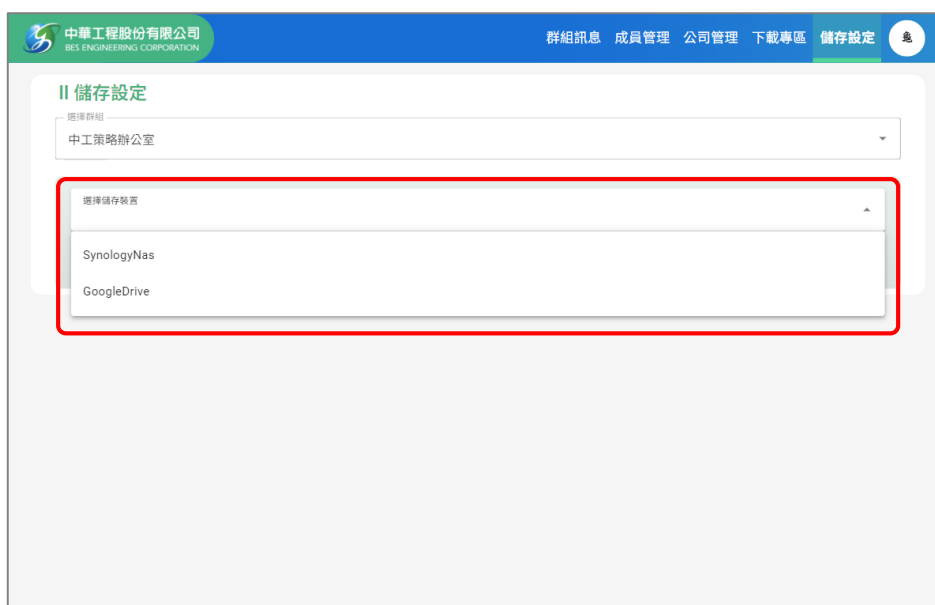 中華工程股份有限公司
BES ENGINEERING CORPORATION
群組訊息 成員管理 公司管理 下載專區 儲存設定 龜
儲存設定
選擇群組
中工策略辦公室
選擇儲存裝置
SynologyNas
GoogleDrive